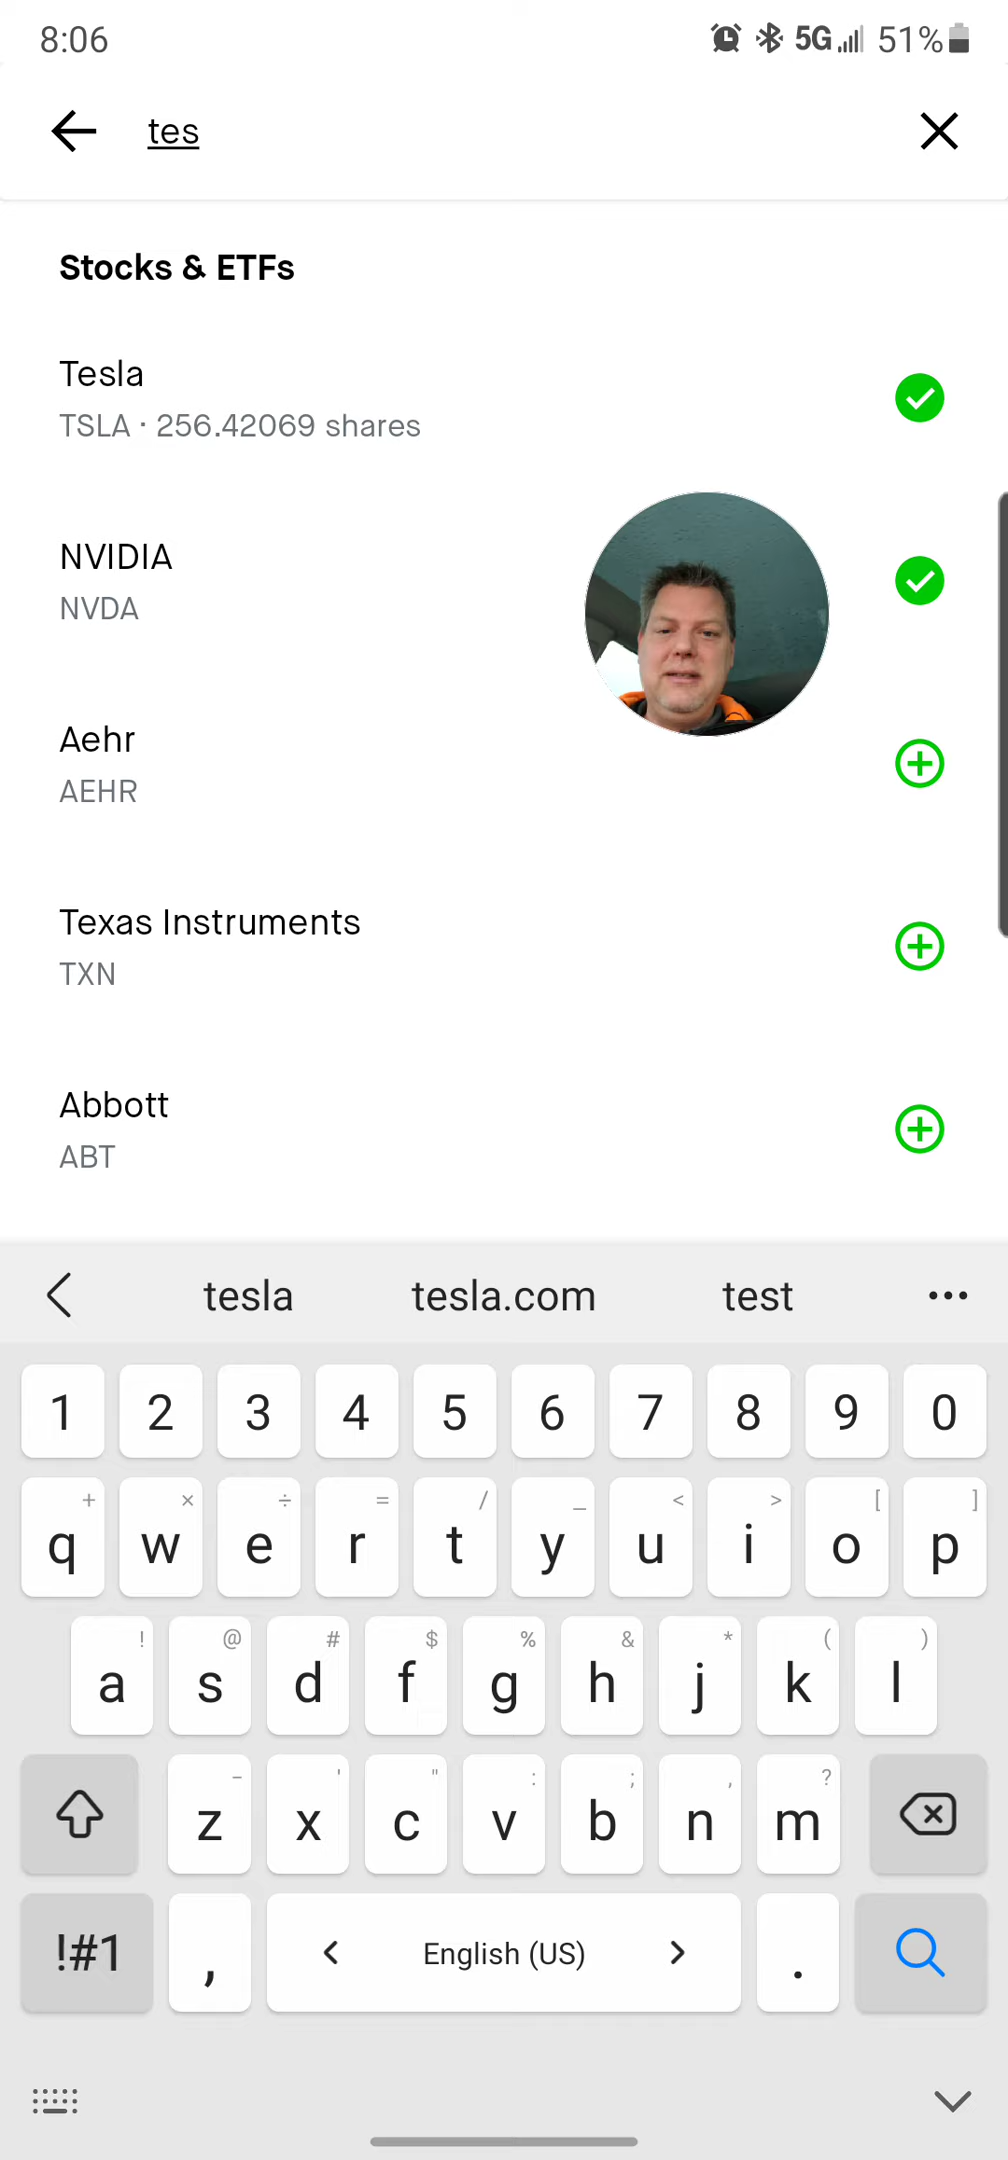 8:06 5G 51%
tes
Stocks & ETFs
Tesla
TSLA · 256.42069 shares
NVIDIA
NVDA
Aehr
AEHR
Texas Instruments
TXN
Abbott
ABT
tesla tesla.com test ...
1 2 3 4 5 6 7 8 9 0
+ × ÷ = / _ < > [ ]
q w e r t y u i o p
! @ # $ % & * ( )
a s d f g h j k l
- ' " : ; , ?
z x c v b n m
!#1 , < English (US) > .